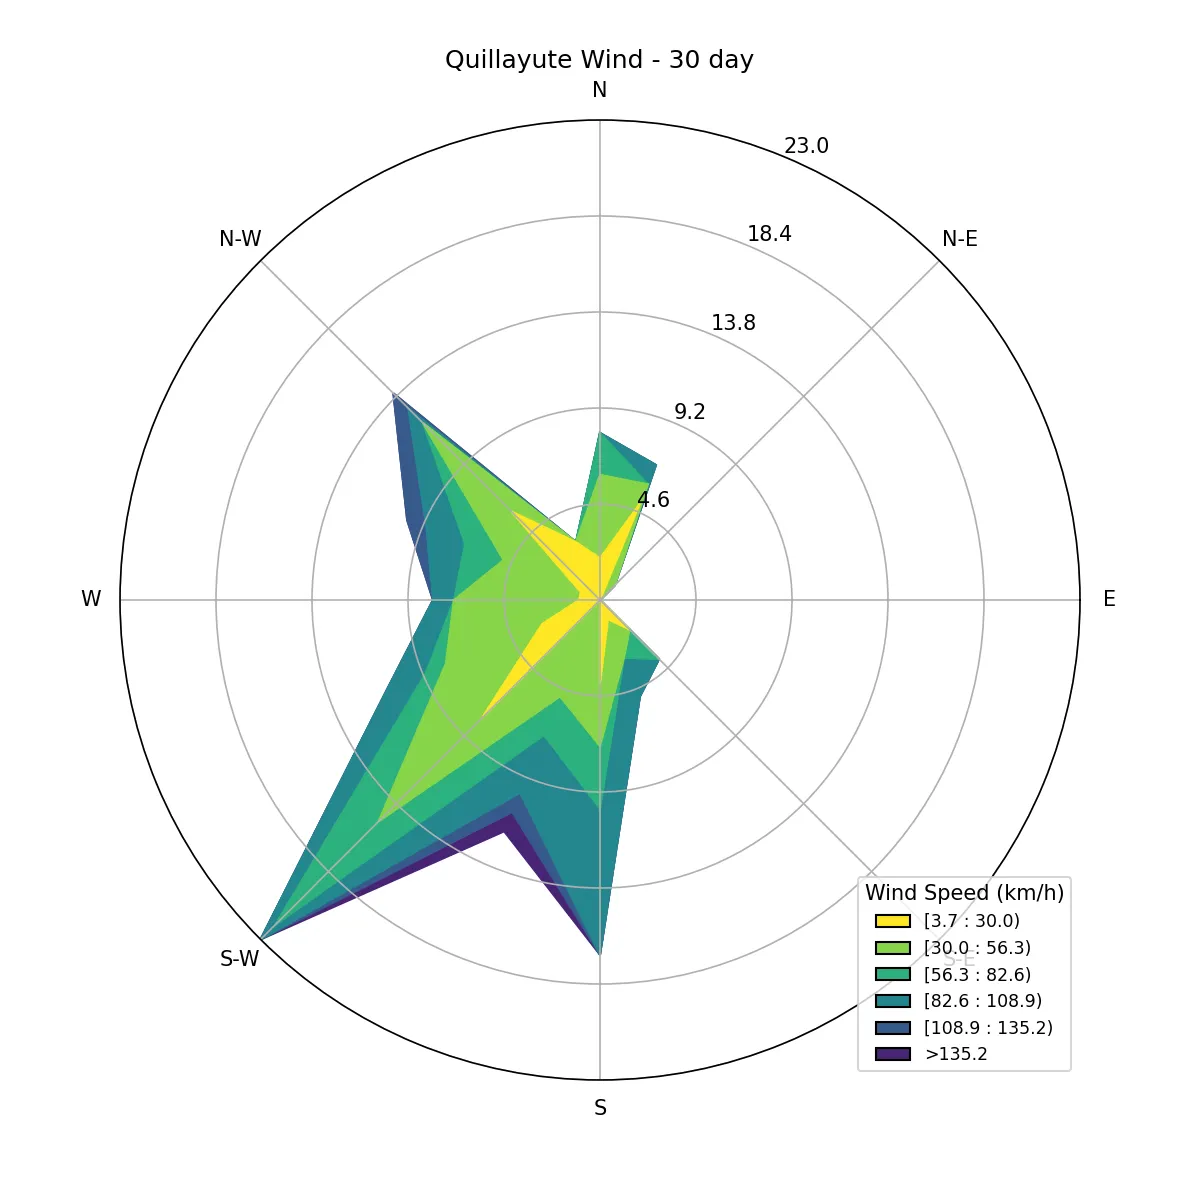 Quillayute Wind - 30 day
N
23.0
N-W
18.4
N-E
13.8
9.2
4.6
W
E
S-W
S-E
S
Wind Speed (km/h)
[3.7 : 30.0)
[30.0 : 56.3)
[56.3 : 82.6)
[82.6 : 108.9)
[108.9 : 135.2)
>135.2